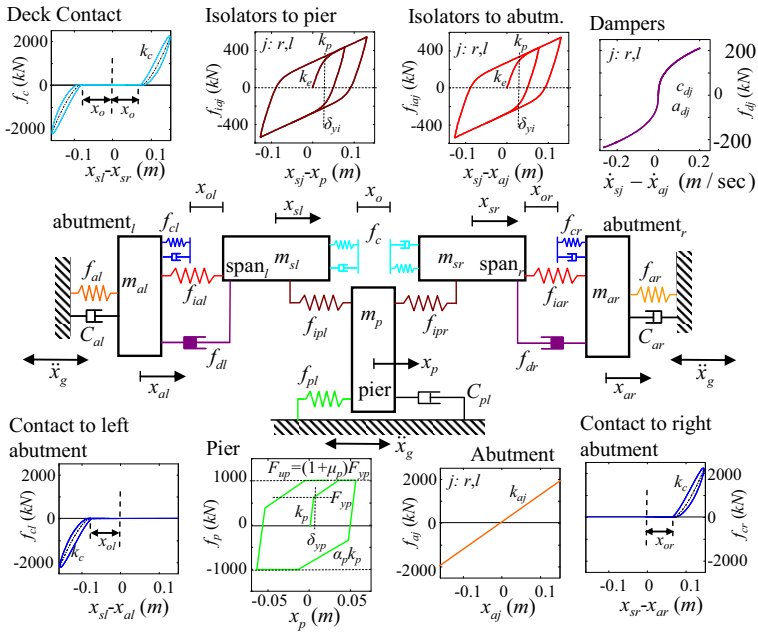 Deck Contact
Isolators to pier
Isolators to abutm.
Dampers
2000
0
-2000
f_c (kN)
k_c
x_o
x_o
-0.1 0 0.1
x_sl-x_sr (m)
400
0
-400
f_iaj (kN)
j: r,l
k_p
k_e
δ_yi
-0.1 0 0.1
x_sj-x_p (m)
400
0
-400
f_iaj (kN)
j: r,l
k_p
k_e
δ_yi
-0.1 0 0.1
x_sj-x_aj (m)
j: r,l
c_dj
a_dj
200
0
-200
f_dj (kN)
-0.2 0 0.2
ẋ_sj − ẋ_aj (m / sec)
x_ol
x_sl
x_o
x_sr
x_or
abutment_l
f_cl
f_c
f_cr
abutment_r
f_al
m_al
f_ial
span_l
m_sl
m_sr
span_r
f_iar
m_ar
f_ar
C_al
f_dl
f_ipl
m_p
f_ipr
f_dr
C_ar
ẍ_g
x_al
f_pl
pier
x_p
C_pl
x_ar
ẍ_g
ẍ_g
Contact to left
abutment
Pier
Abutment
Contact to right
abutment
2000
0
-2000
f_cl (kN)
k_c
x_ol
-0.1 0 0.1
x_sl-x_al (m)
F_up=(1+μ_p)F_yp
1000
0
-1000
f_p (kN)
k_p
F_yp
δ_yp
α_pk_p
-0.05 0 0.05
x_p (m)
2000
0
-2000
f_aj (kN)
j: r,l
k_aj
-0.1 0 0.1
x_aj (m)
k_c
x_or
2000
0
-2000
f_cr (kN)
-0.1 0 0.1
x_sr-x_ar (m)